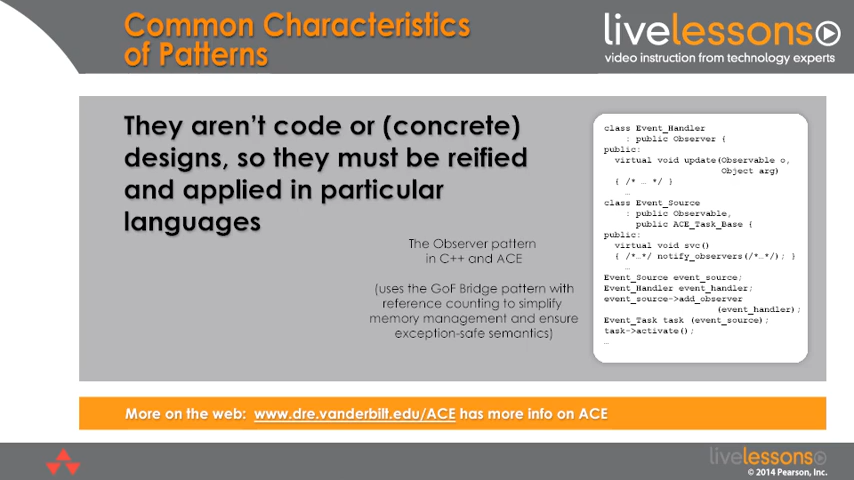 Common Characteristics
of Patterns
livelessons
video instruction from technology experts
They aren't code or (concrete)
designs, so they must be reified
and applied in particular
languages
The Observer pattern
in C++ and ACE
(uses the GoF Bridge pattern with
reference counting to simplify
memory management and ensure
exception-safe semantics)
class Event_Handler
: public Observer {
public:
virtual void update(Observable o,
Object arg)
{ /* … */ }
…
class Event_Source
: public Observable,
public ACE_Task_Base {
public:
virtual void svc()
{ /*…*/ notify_observers(/*…*/); }
…
Event_Source event_source;
Event_Handler event_handler;
event_source->add_observer
(event_handler);
Event_Task task (event_source);
task->activate();
…
More on the web: www.dre.vanderbilt.edu/ACE has more info on ACE
livelessons
© 2014 Pearson, Inc.